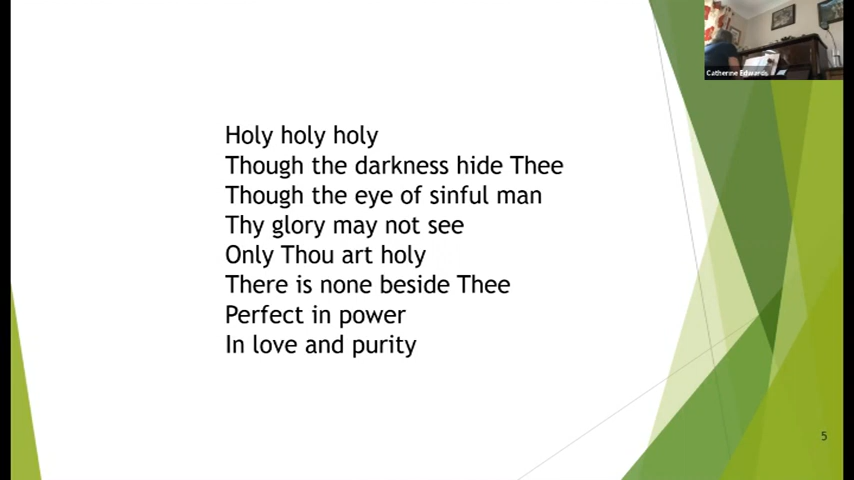 Holy holy holy
Though the darkness hide Thee
Though the eye of sinful man
Thy glory may not see
Only Thou art holy
There is none beside Thee
Perfect in power
In love and purity
Catherine Edwards
5